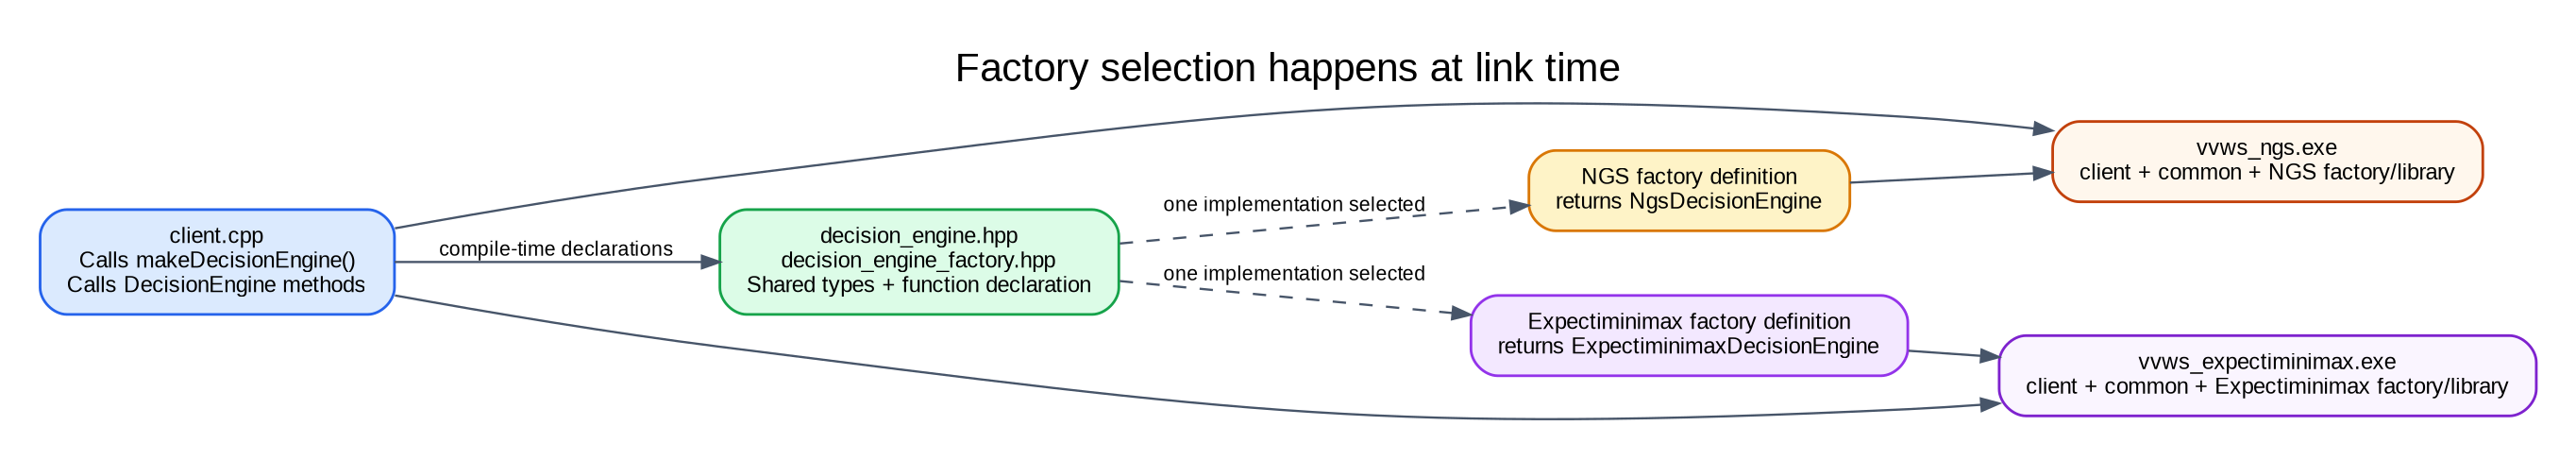 Factory selection happens at link time
client.cpp
Calls makeDecisionEngine()
Calls DecisionEngine methods
compile-time declarations
decision_engine.hpp
decision_engine_factory.hpp
Shared types + function declaration
one implementation selected
one implementation selected
NGS factory definition
returns NgsDecisionEngine
Expectiminimax factory definition
returns ExpectiminimaxDecisionEngine
vvws_ngs.exe
client + common + NGS factory/library
vvws_expectiminimax.exe
client + common + Expectiminimax factory/library